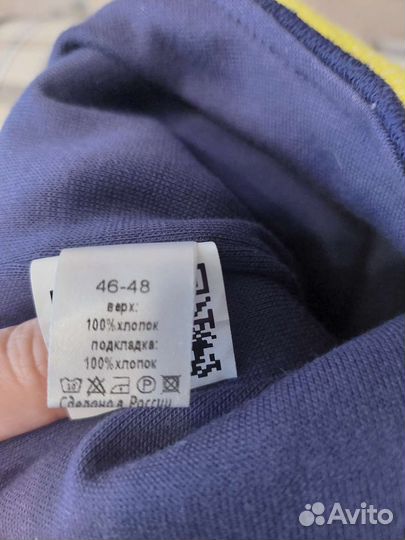 46-48
верх:
100%хлопок
подкладка:
100%хлопок
Сделано в России
Avito